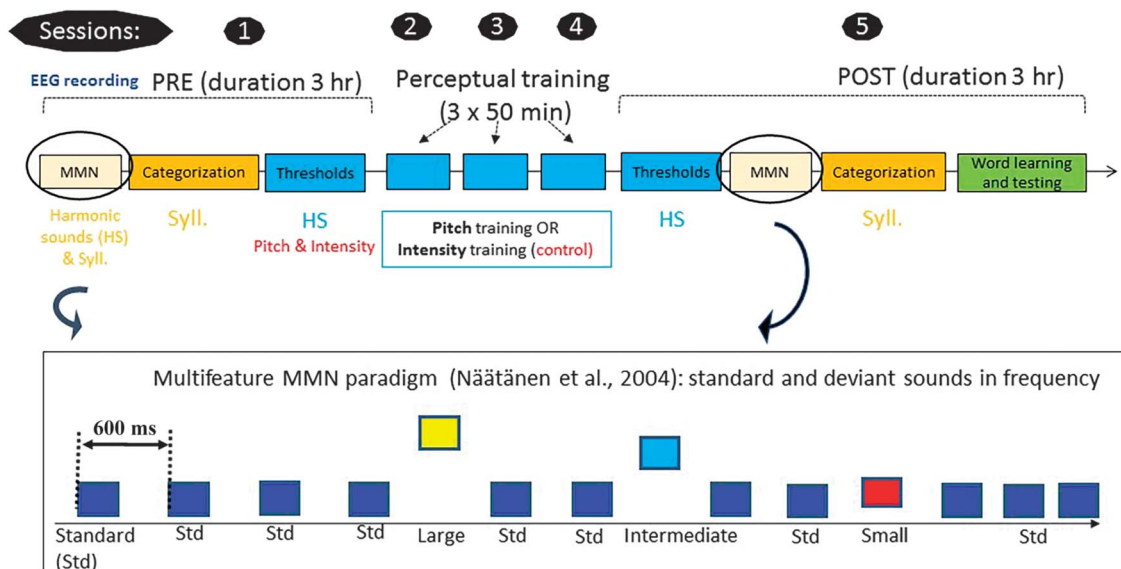 Sessions: 1 2 3 4 5
EEG recording PRE (duration 3 hr) Perceptual training POST (duration 3 hr)
(3 x 50 min)
MMN Categorization Thresholds Thresholds MMN Categorization Word learning
and testing
Harmonic
sounds (HS)
& Syll.
Syll.
HS
Pitch & Intensity
Pitch training OR
Intensity training (control)
HS
Syll.
Multifeature MMN paradigm (Näätänen et al., 2004): standard and deviant sounds in frequency
600 ms
Standard Std Std Std Large Std Std Intermediate Std Small Std
(Std)